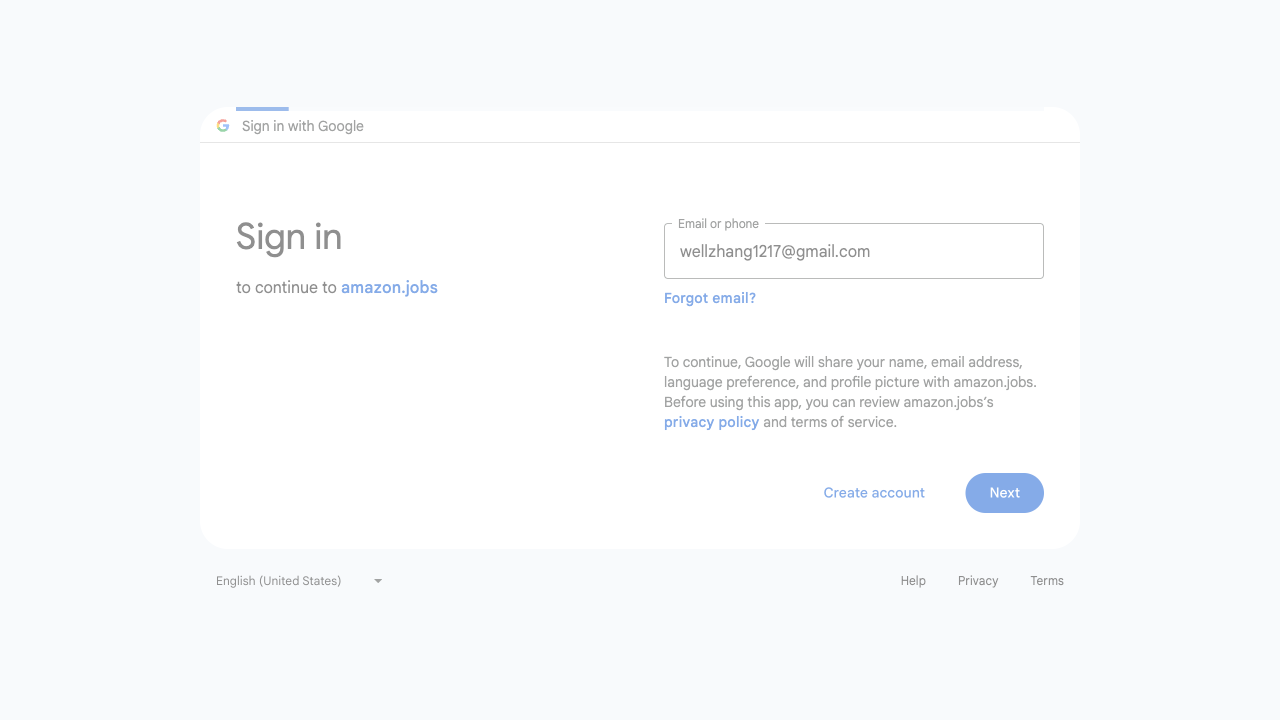 Sign in with Google
Sign in
to continue to amazon.jobs
Email or phone
wellzhang1217@gmail.com
Forgot email?
To continue, Google will share your name, email address,
language preference, and profile picture with amazon.jobs.
Before using this app, you can review amazon.jobs’s
privacy policy and terms of service.
Create account
Next
English (United States)
Help
Privacy
Terms